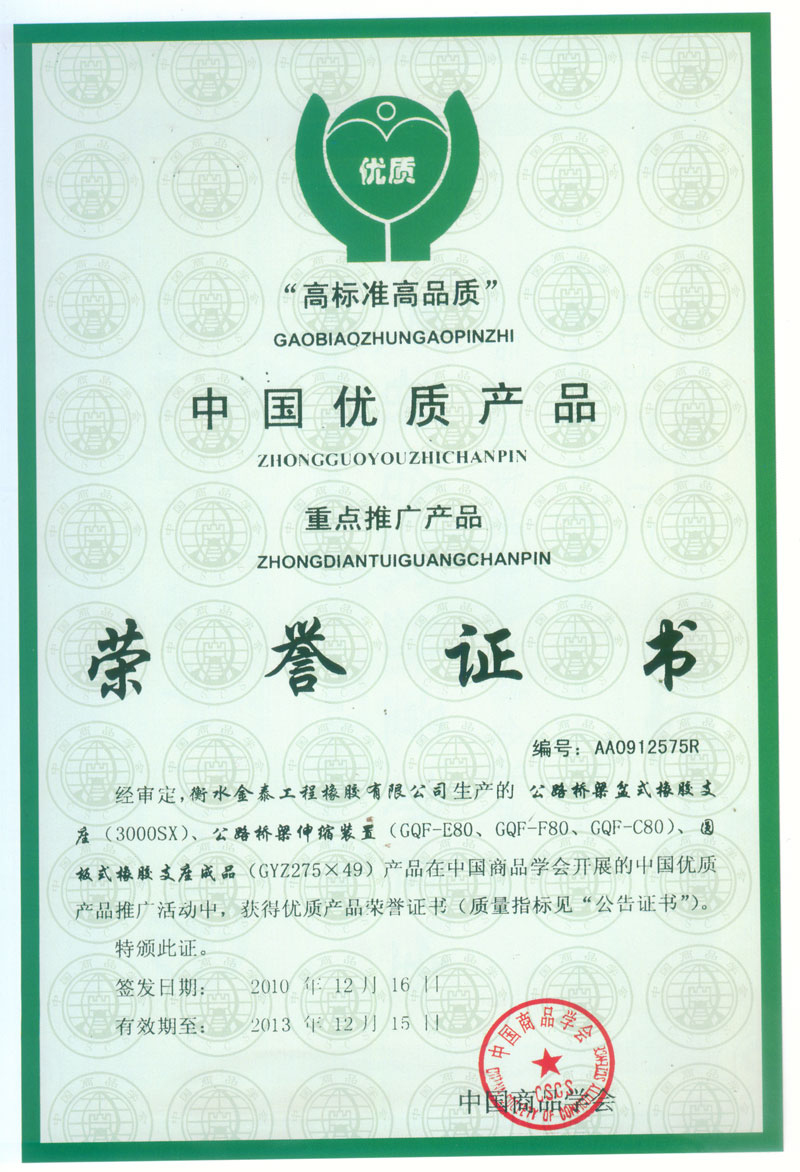 优质
“高标准高品质”
GAOBIAOZHUNGAOPINZHI
中国优质产品
ZHONGGUOYOUZHICHANPIN
重点推广产品
ZHONGDIANTUIGUANGCHANPIN
荣誉证书
编号：AA0912575R
经审定，衡水金泰工程橡胶有限公司生产的 公路桥梁盆式橡胶支
座（3000SX）、公路桥梁伸缩装置（GQF-E80、GQF-F80、GQF-C80）、圆
板式橡胶支座成品（GYZ275×49）产品在中国商品学会开展的中国优质
产品推广活动中，获得优质产品荣誉证书（质量指标见“公告证书”）。
特颁此证。
签发日期： 2010 年 12 月 16 日
有效期至： 2013 年 12 月 15 日
中国商品学会
CSCS
CHINA SOCIETY OF COMMODITY SCIENCE
中国商品学会